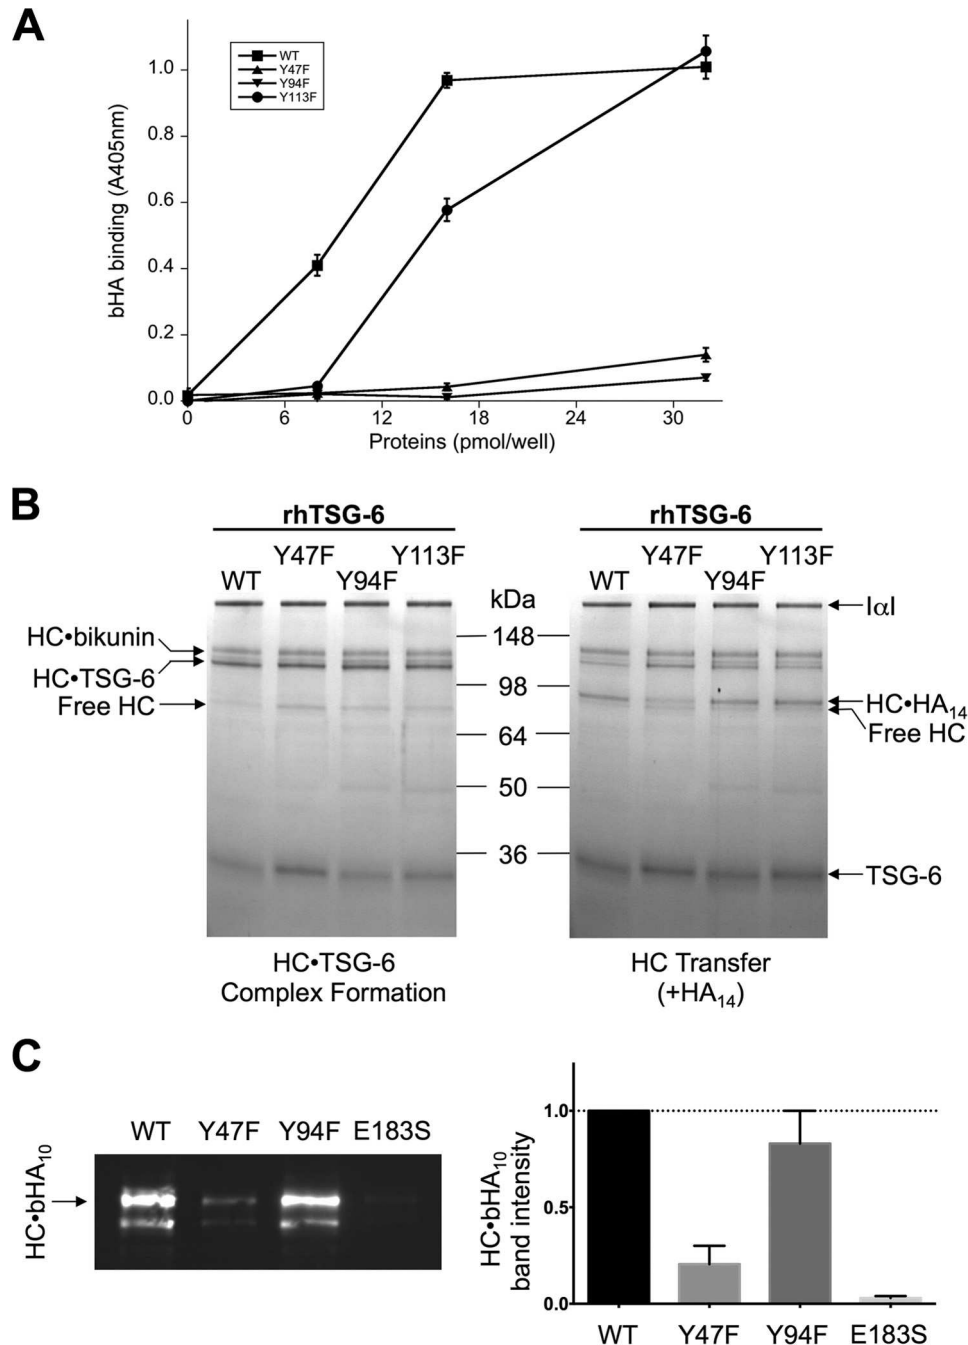 A
WT
Y47F
Y94F
Y113F
bHA binding (A405nm)
1.0
0.8
0.6
0.4
0.2
0.0
0 6 12 18 24 30
Proteins (pmol/well)
B
rhTSG-6
rhTSG-6
WT Y47F Y94F Y113F
WT Y47F Y94F Y113F
kDa
148
98
64
50
36
HC•bikunin
HC•TSG-6
Free HC
IαI
HC•HA14
Free HC
TSG-6
HC•TSG-6
Complex Formation
HC Transfer
(+HA14)
C
WT Y47F Y94F E183S
HC•bHA10
HC•bHA10
band intensity
1.0
0.5
0.0
WT Y47F Y94F E183S